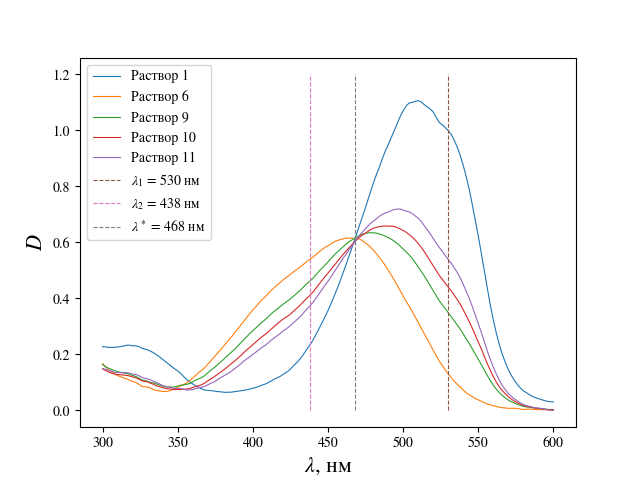 Раствор 1
Раствор 6
Раствор 9
Раствор 10
Раствор 11
λ₁ = 530 нм
λ₂ = 438 нм
λ* = 468 нм
1.2
1.0
0.8
0.6
0.4
0.2
0.0
D
300 350 400 450 500 550 600
λ, нм